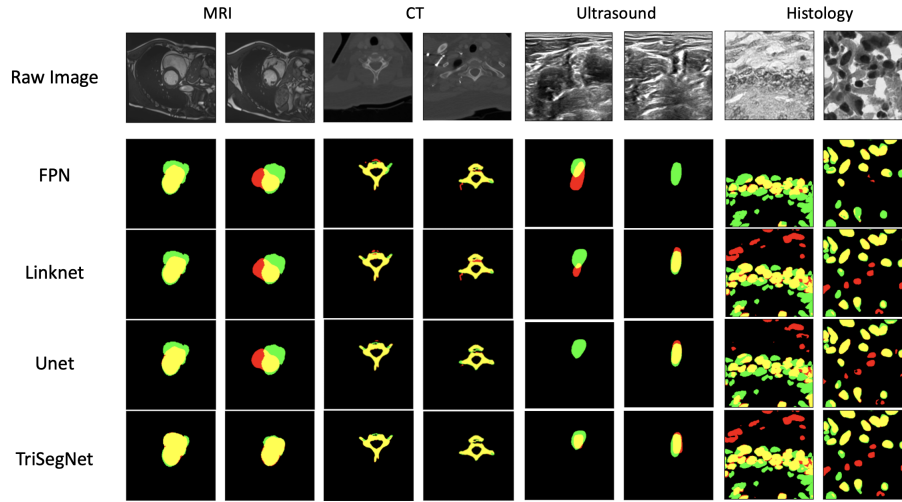 MRI CT Ultrasound Histology
Raw Image
FPN
Linknet
Unet
TriSegNet